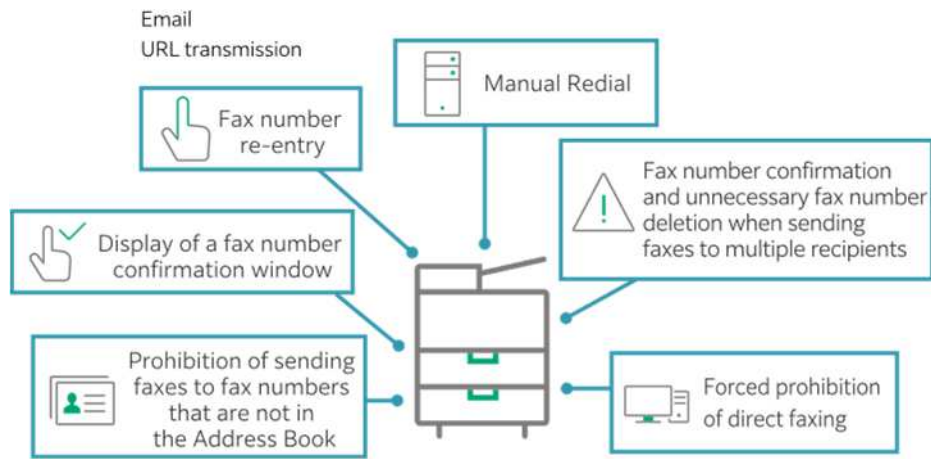 Email
URL transmission
Manual Redial
Fax number
re-entry
Fax number confirmation
and unnecessary fax number
deletion when sending
faxes to multiple recipients
Display of a fax number
confirmation window
Prohibition of sending
faxes to fax numbers
that are not in
the Address Book
Forced prohibition
of direct faxing